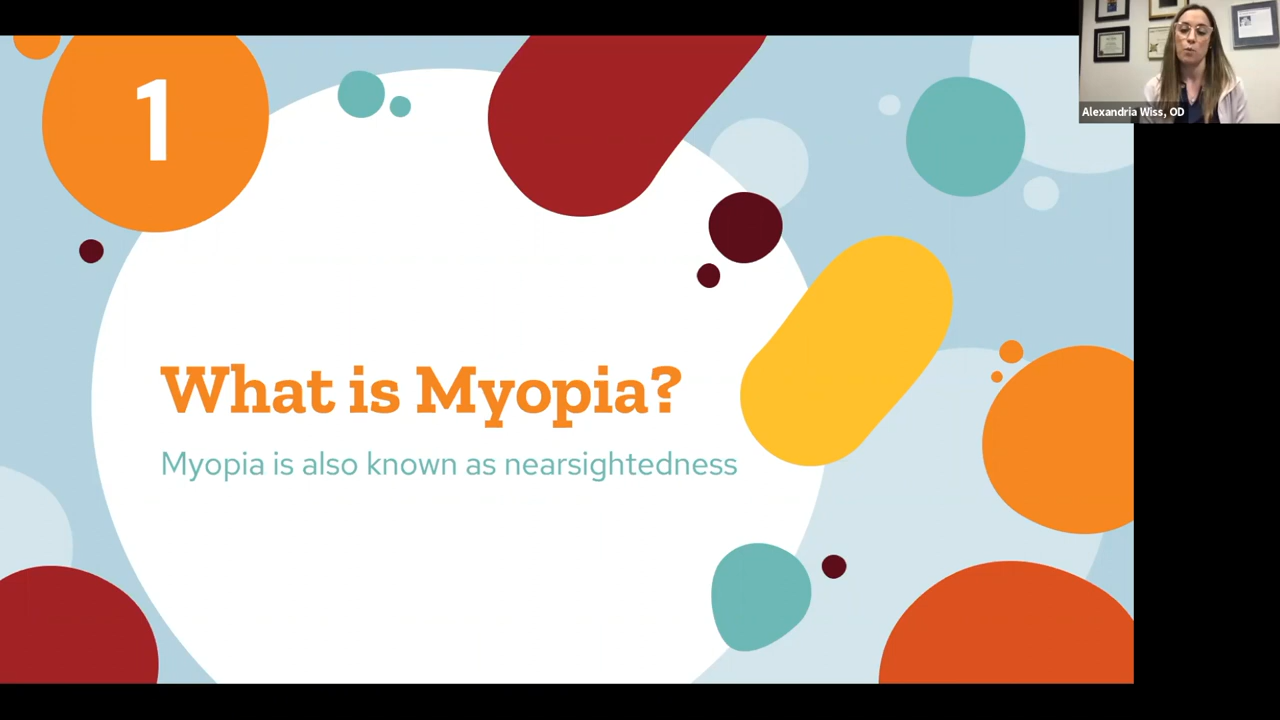 1
What is Myopia?
Myopia is also known as nearsightedness
Alexandria Wiss, OD